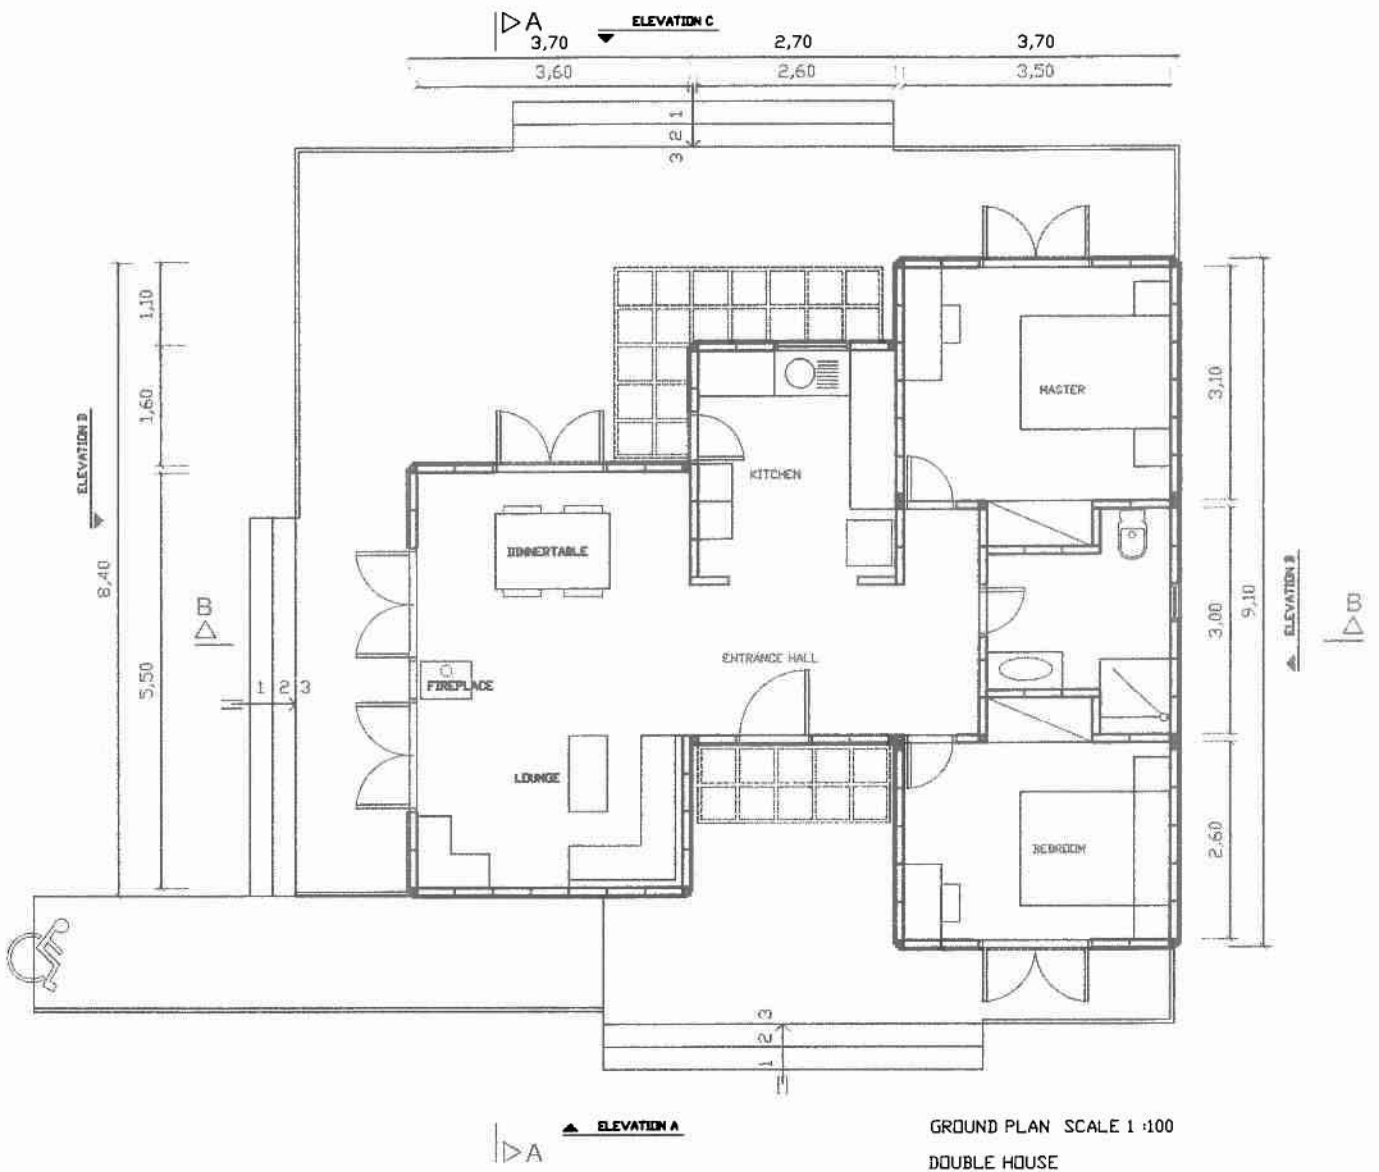 A
ELEVATION C
3,70
2,70
3,70
3,60
2,60
3,50
1
2
3
1,10
1,60
8,40
5,50
ELEVATION D
MASTER
3,10
KITCHEN
DINNERTABLE
ELEVATION B
3,00
9,10
B
B
ENTRANCE HALL
FIREPLACE
1 2 3
LOUNGE
BEDROOM
2,60
3
2
1
ELEVATION A
A
GROUND PLAN SCALE 1 :100
DOUBLE HOUSE